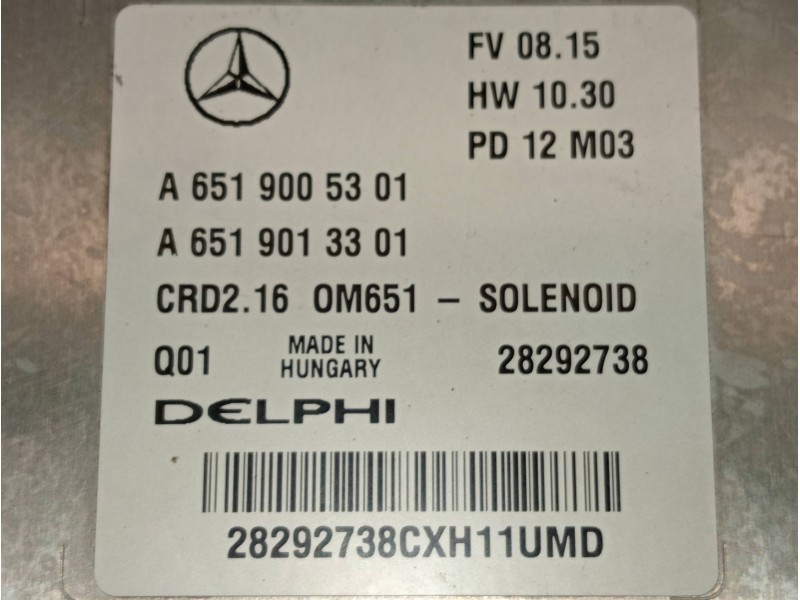 FV 08.15
HW 10.30
PD 12 M03
A 651 900 53 01
A 651 901 33 01
CRD2.16 OM651 – SOLENOID
Q01 MADE IN HUNGARY 28292738
DELPHI
28292738CXH11UMD